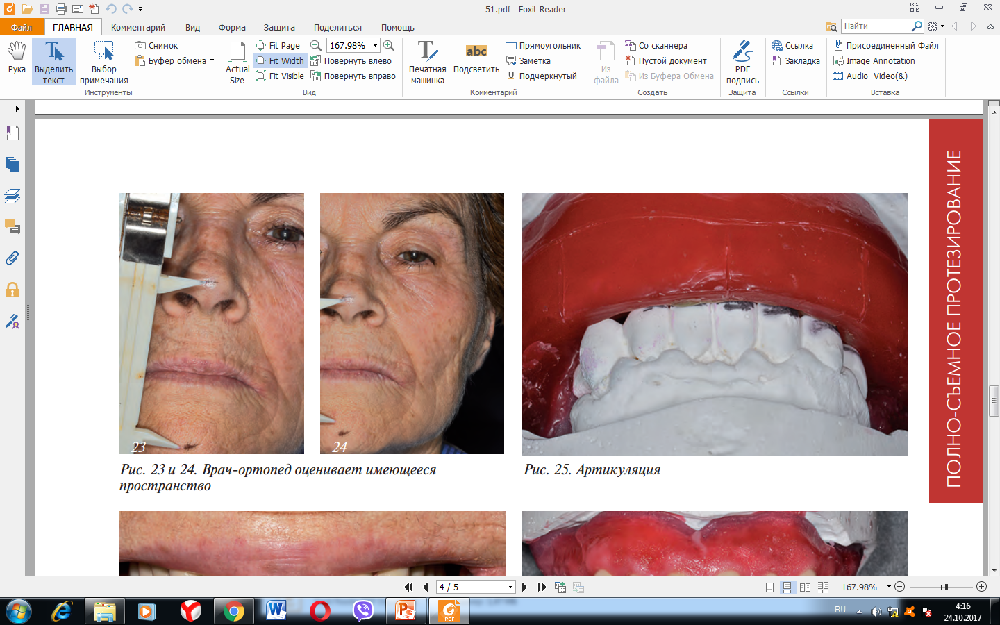 51.pdf - Foxit Reader
Файл
ГЛАВНАЯ
Комментарий
Вид
Форма
Защита
Поделиться
Помощь
Найти
Рука
Выделить текст
Выбор примечания
Снимок
Буфер обмена
Инструменты
Actual Size
Fit Page
Fit Width
Fit Visible
167.98%
Повернуть влево
Повернуть вправо
Вид
Печатная машинка
abc
Подсветить
Прямоугольник
Заметка
Подчеркнутый
Комментарий
Из файла
Со сканера
Пустой документ
Из Буфера Обмена
Создать
PDF подпись
Защита
Ссылка
Закладка
Ссылки
Присоединенный Файл
Image Annotation
Audio Video(&)
Вставка
ПОЛНО-СЪЕМНОЕ ПРОТЕЗИРОВАНИЕ
23
24
Рис. 23 и 24. Врач-ортопед оценивает имеющееся
пространство
Рис. 25. Артикуляция
4 / 5
167.98%
RU
4:16
24.10.2017